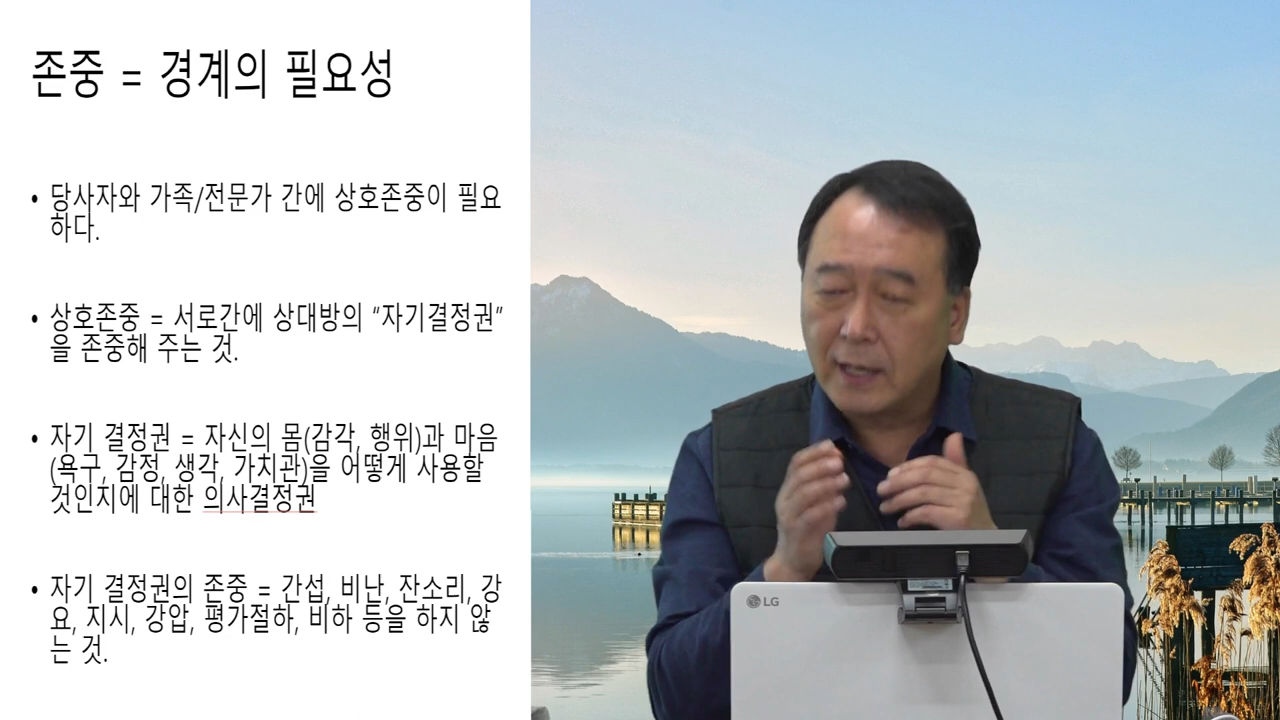 존중 = 경계의 필요성
• 당사자와 가족/전문가 간에 상호존중이 필요
하다.
• 상호존중 = 서로간에 상대방의 “자기결정권”
을 존중해 주는 것.
• 자기 결정권 = 자신의 몸(감각, 행위)과 마음
(욕구, 감정, 생각, 가치관)을 어떻게 사용할
것인지에 대한 의사결정권
• 자기 결정권의 존중 = 간섭, 비난, 잔소리, 강
요, 지시, 강압, 평가절하, 비하 등을 하지 않
는 것.
LG